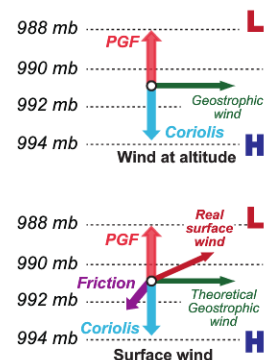 988 mb
L
PGF
990 mb
992 mb
Geostrophic
wind
Coriolis
994 mb
H
Wind at altitude
988 mb
L
Real
surface
wind
PGF
990 mb
Friction
992 mb
Theoretical
Geostrophic
wind
Coriolis
994 mb
H
Surface wind